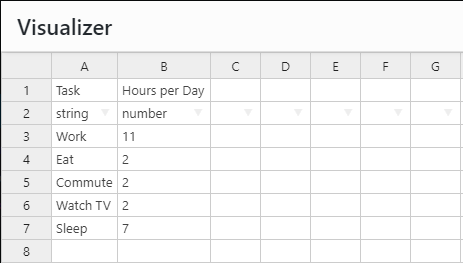 Visualizer
A B C D E F G
1 Task Hours per Day
2 string number
3 Work 11
4 Eat 2
5 Commute 2
6 Watch TV 2
7 Sleep 7
8